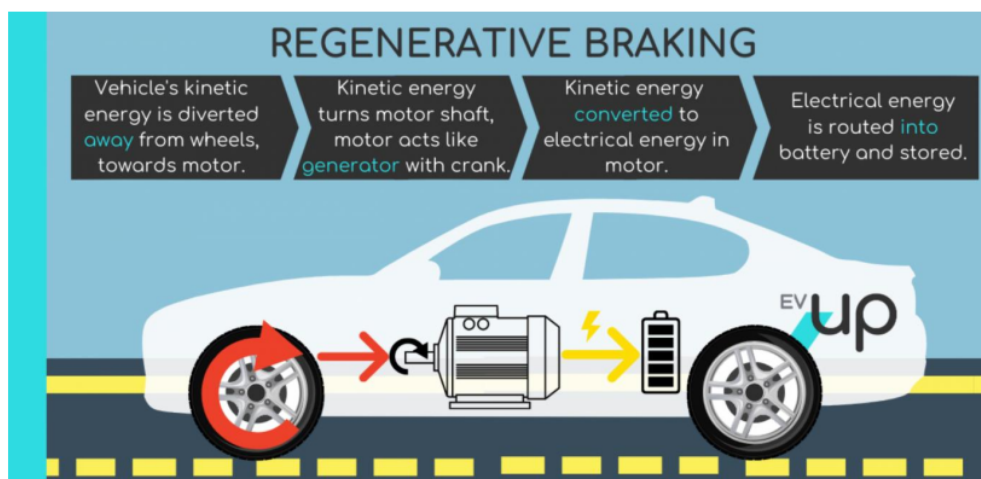 REGENERATIVE BRAKING
Vehicle's kinetic
energy is diverted
away from wheels,
towards motor.
Kinetic energy
turns motor shaft,
motor acts like
generator with crank.
Kinetic energy
converted to
electrical energy in
motor.
Electrical energy
is routed into
battery and stored.
EV
up